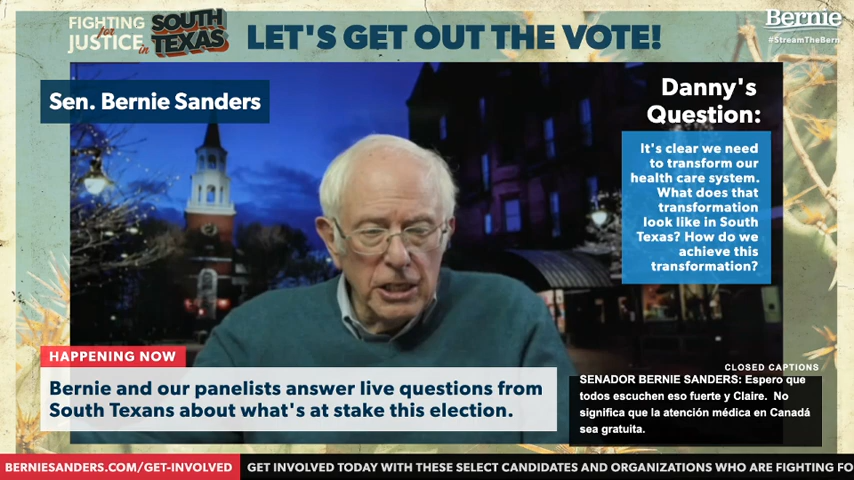 FIGHTING
for
JUSTICE
in
SOUTH
TEXAS
LET'S GET OUT THE VOTE!
Bernie
#StreamTheBern
Sen. Bernie Sanders
Danny's
Question:
It's clear we need
to transform our
health care system.
What does that
transformation
look like in South
Texas? How do we
achieve this
transformation?
HAPPENING NOW
Bernie and our panelists answer live questions from
South Texans about what's at stake this election.
CLOSED CAPTIONS
SENADOR BERNIE SANDERS: Espero que
todos escuchen eso fuerte y Claire. No
significa que la atención médica en Canadá
sea gratuita.
BERNIESANDERS.COM/GET-INVOLVED
GET INVOLVED TODAY WITH THESE SELECT CANDIDATES AND ORGANIZATIONS WHO ARE FIGHTING FO